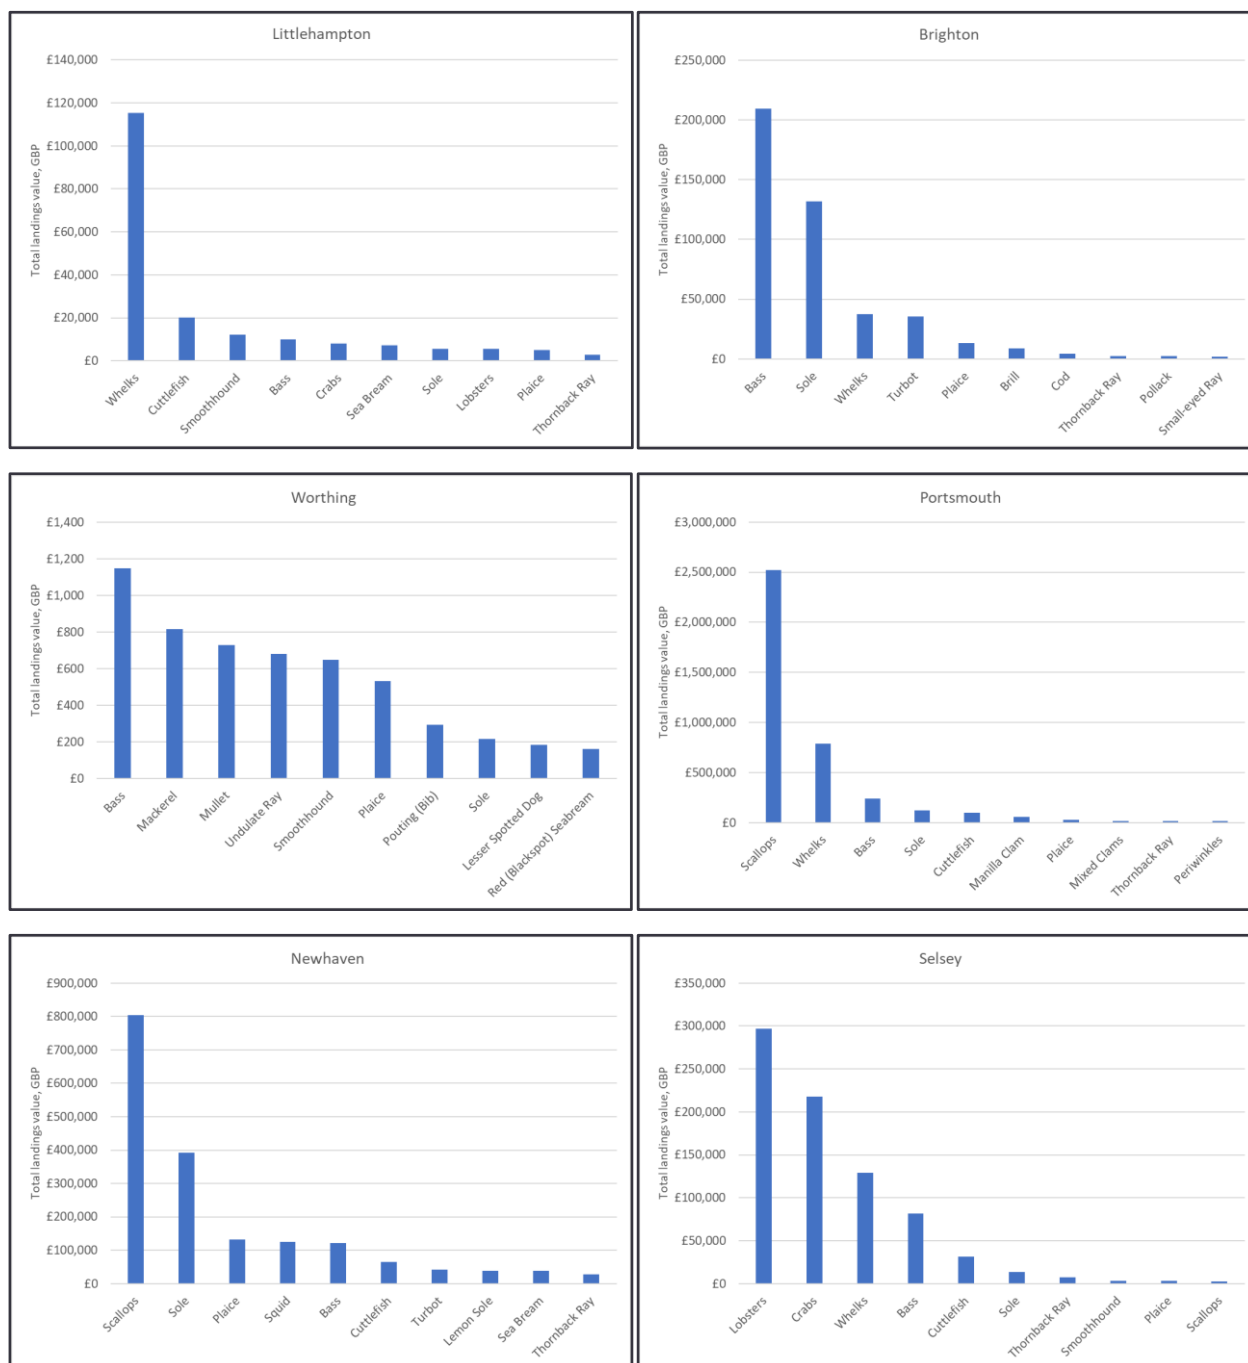 Littlehampton
Total landings value, GBP
£140,000
£120,000
£100,000
£80,000
£60,000
£40,000
£20,000
£0
Whelks
Cuttlefish
Smoothhound
Bass
Crabs
Sea Bream
Sole
Lobsters
Plaice
Thornback Ray
Brighton
Total landings value, GBP
£250,000
£200,000
£150,000
£100,000
£50,000
£0
Bass
Sole
Whelks
Turbot
Plaice
Brill
Cod
Thornback Ray
Pollack
Small-eyed Ray
Worthing
Total landings value, GBP
£1,400
£1,200
£1,000
£800
£600
£400
£200
£0
Bass
Mackerel
Mullet
Undulate Ray
Smoothhound
Plaice
Pouting (Bib)
Sole
Lesser Spotted Dog
Red (Blackspot) Seabream
Portsmouth
Total landings value, GBP
£3,000,000
£2,500,000
£2,000,000
£1,500,000
£1,000,000
£500,000
£0
Scallops
Whelks
Bass
Sole
Cuttlefish
Manilla Clam
Plaice
Mixed Clams
Thornback Ray
Periwinkles
Newhaven
Total landings value, GBP
£900,000
£800,000
£700,000
£600,000
£500,000
£400,000
£300,000
£200,000
£100,000
£0
Scallops
Sole
Plaice
Squid
Bass
Cuttlefish
Turbot
Lemon Sole
Sea Bream
Thornback Ray
Selsey
Total landings value, GBP
£350,000
£300,000
£250,000
£200,000
£150,000
£100,000
£50,000
£0
Lobsters
Crabs
Whelks
Bass
Cuttlefish
Sole
Thornback Ray
Smoothhound
Plaice
Scallops